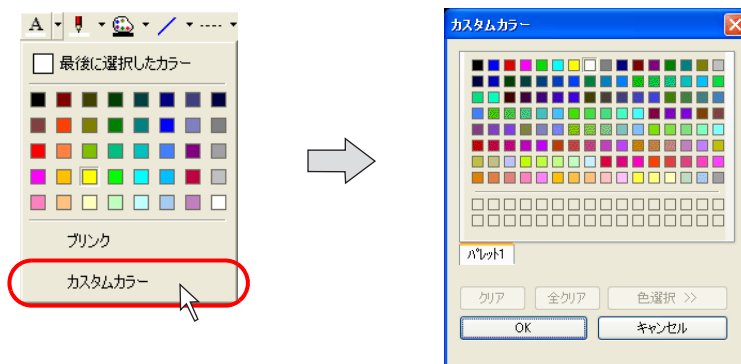 A
最後に選択したカラー
ブリンク
カスタムカラー
カスタムカラー
パレット1
クリア
全クリア
色選択 >>
OK
キャンセル